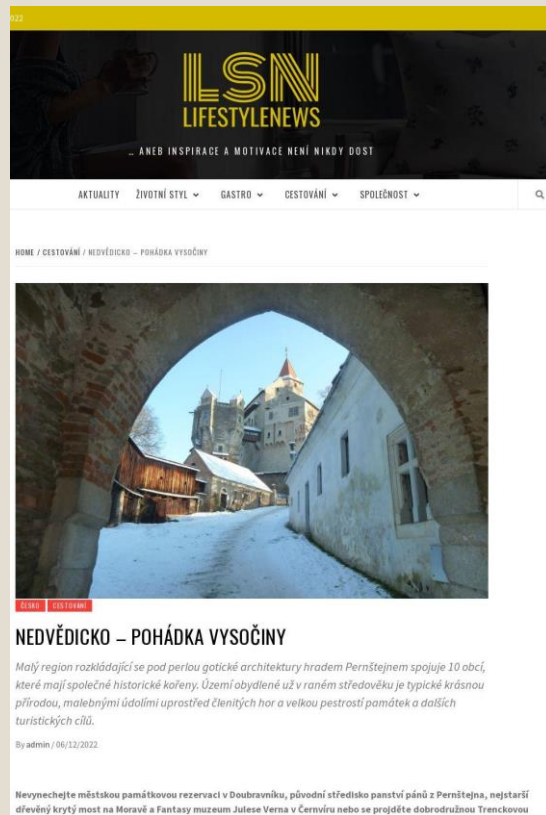 022
LSN
LIFESTYLENEWS
… ANEB INSPIRACE A MOTIVACE NENÍ NIKDY DOST
AKTUALITY ŽIVOTNÍ STYL GASTRO CESTOVÁNÍ SPOLEČNOST
HOME / CESTOVÁNÍ / NEDVĚDICKO – POHÁDKA VYSOČINY
ČESKO CESTOVÁNÍ
NEDVĚDICKO – POHÁDKA VYSOČINY
Malý region rozkládající se pod perlou gotické architektury hradem Pernštejnem spojuje 10 obcí,
které mají společné historické kořeny. Území obydlené už v raném středověku je typické krásnou
přírodou, malebnými údolími uprostřed členitých hor a velkou pestrostí památek a dalších
turistických cílů.
By admin / 06/12/2022
Nevynechejte městskou památkovou rezervaci v Doubravníku, původní středisko panství pánů z Pernštejna, nejstarší
dřevěný krytý most na Moravě a Fantasy muzeum Julese Verna v Černvíru nebo se projděte dobrodružnou Trenckovou